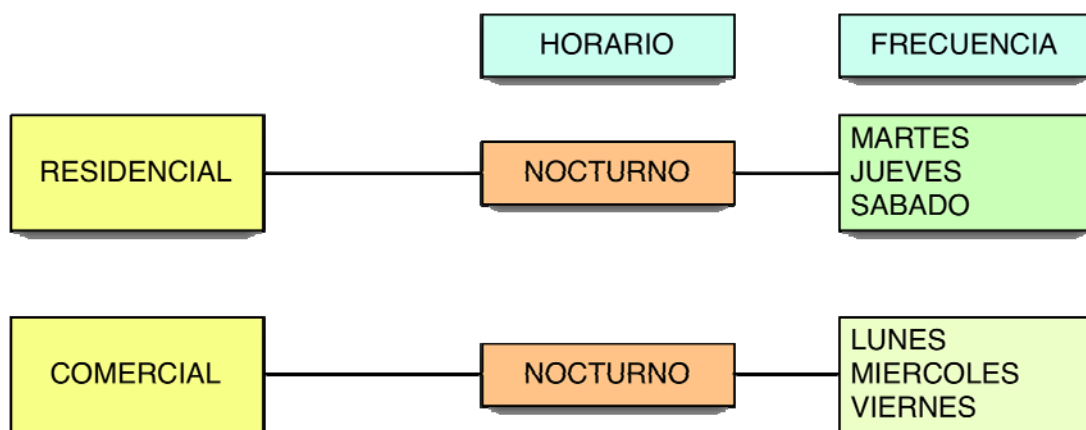 HORARIO
FRECUENCIA
RESIDENCIAL
NOCTURNO
MARTES
JUEVES
SABADO
COMERCIAL
NOCTURNO
LUNES
MIERCOLES
VIERNES